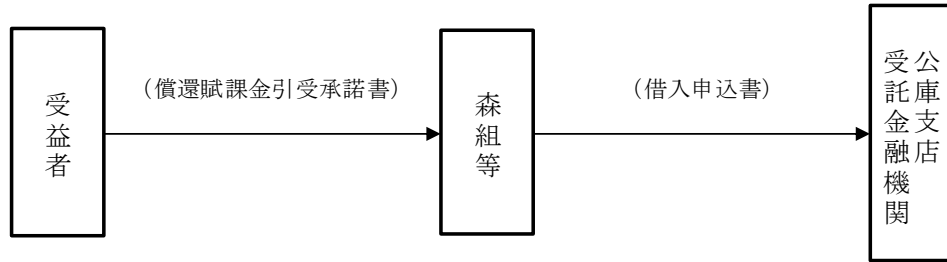 受益者
（償還賦課金引受承諾書）
森組等
（借入申込書）
公庫支店
受託金融機関